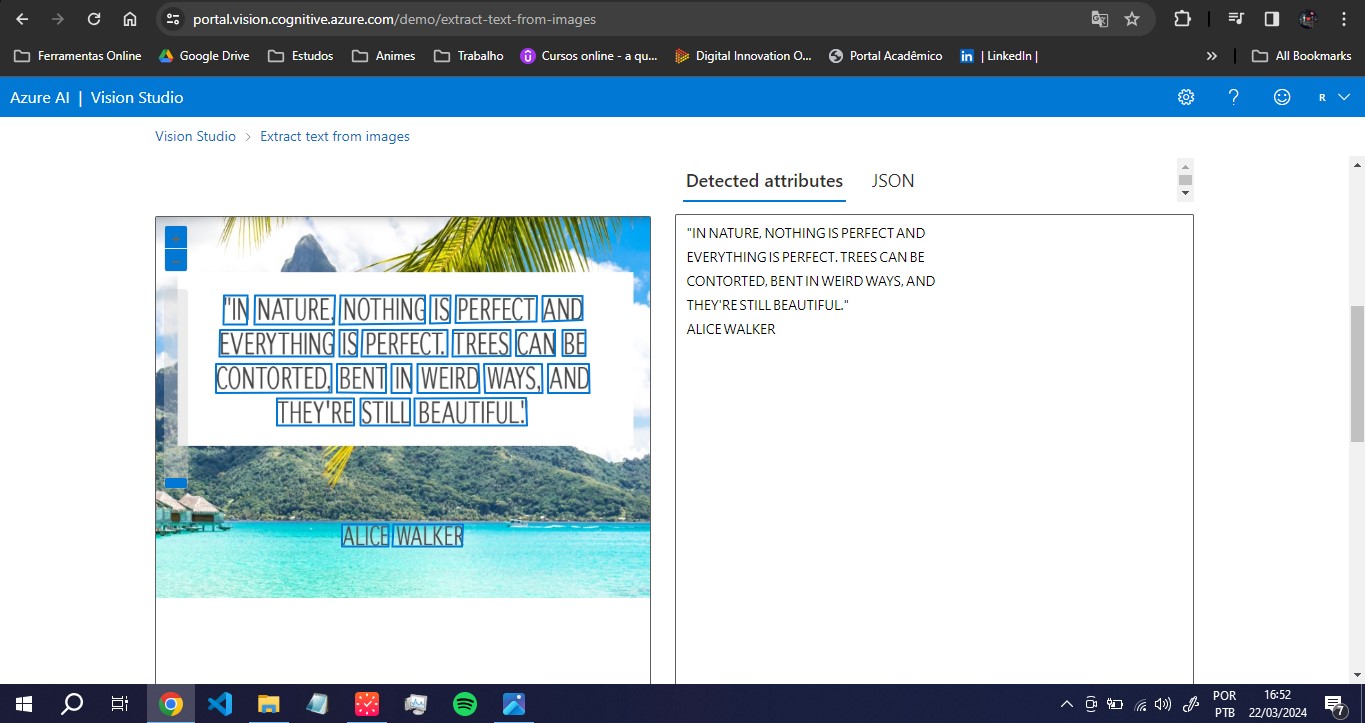 portal.vision.cognitive.azure.com/demo/extract-text-from-images
Ferramentas Online
Google Drive
Estudos
Animes
Trabalho
Cursos online - a qu...
Digital Innovation O...
Portal Acadêmico
| LinkedIn |
»
All Bookmarks
Azure AI | Vision Studio
R
Vision Studio > Extract text from images
Detected attributes
JSON
"IN NATURE, NOTHING IS PERFECT AND
EVERYTHING IS PERFECT. TREES CAN BE
CONTORTED, BENT IN WEIRD WAYS, AND
THEY'RE STILL BEAUTIFUL."
ALICE WALKER
"IN NATURE, NOTHING IS PERFECT AND
EVERYTHING IS PERFECT. TREES CAN BE
CONTORTED, BENT IN WEIRD WAYS, AND
THEY'RE STILL BEAUTIFUL."
ALICE WALKER
POR
PTB
16:52
22/03/2024
7